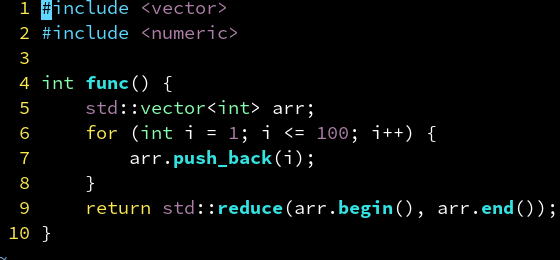 1 #include <vector>
2 #include <numeric>
3
4 int func() {
5     std::vector<int> arr;
6     for (int i = 1; i <= 100; i++) {
7         arr.push_back(i);
8     }
9     return std::reduce(arr.begin(), arr.end());
10 }
~